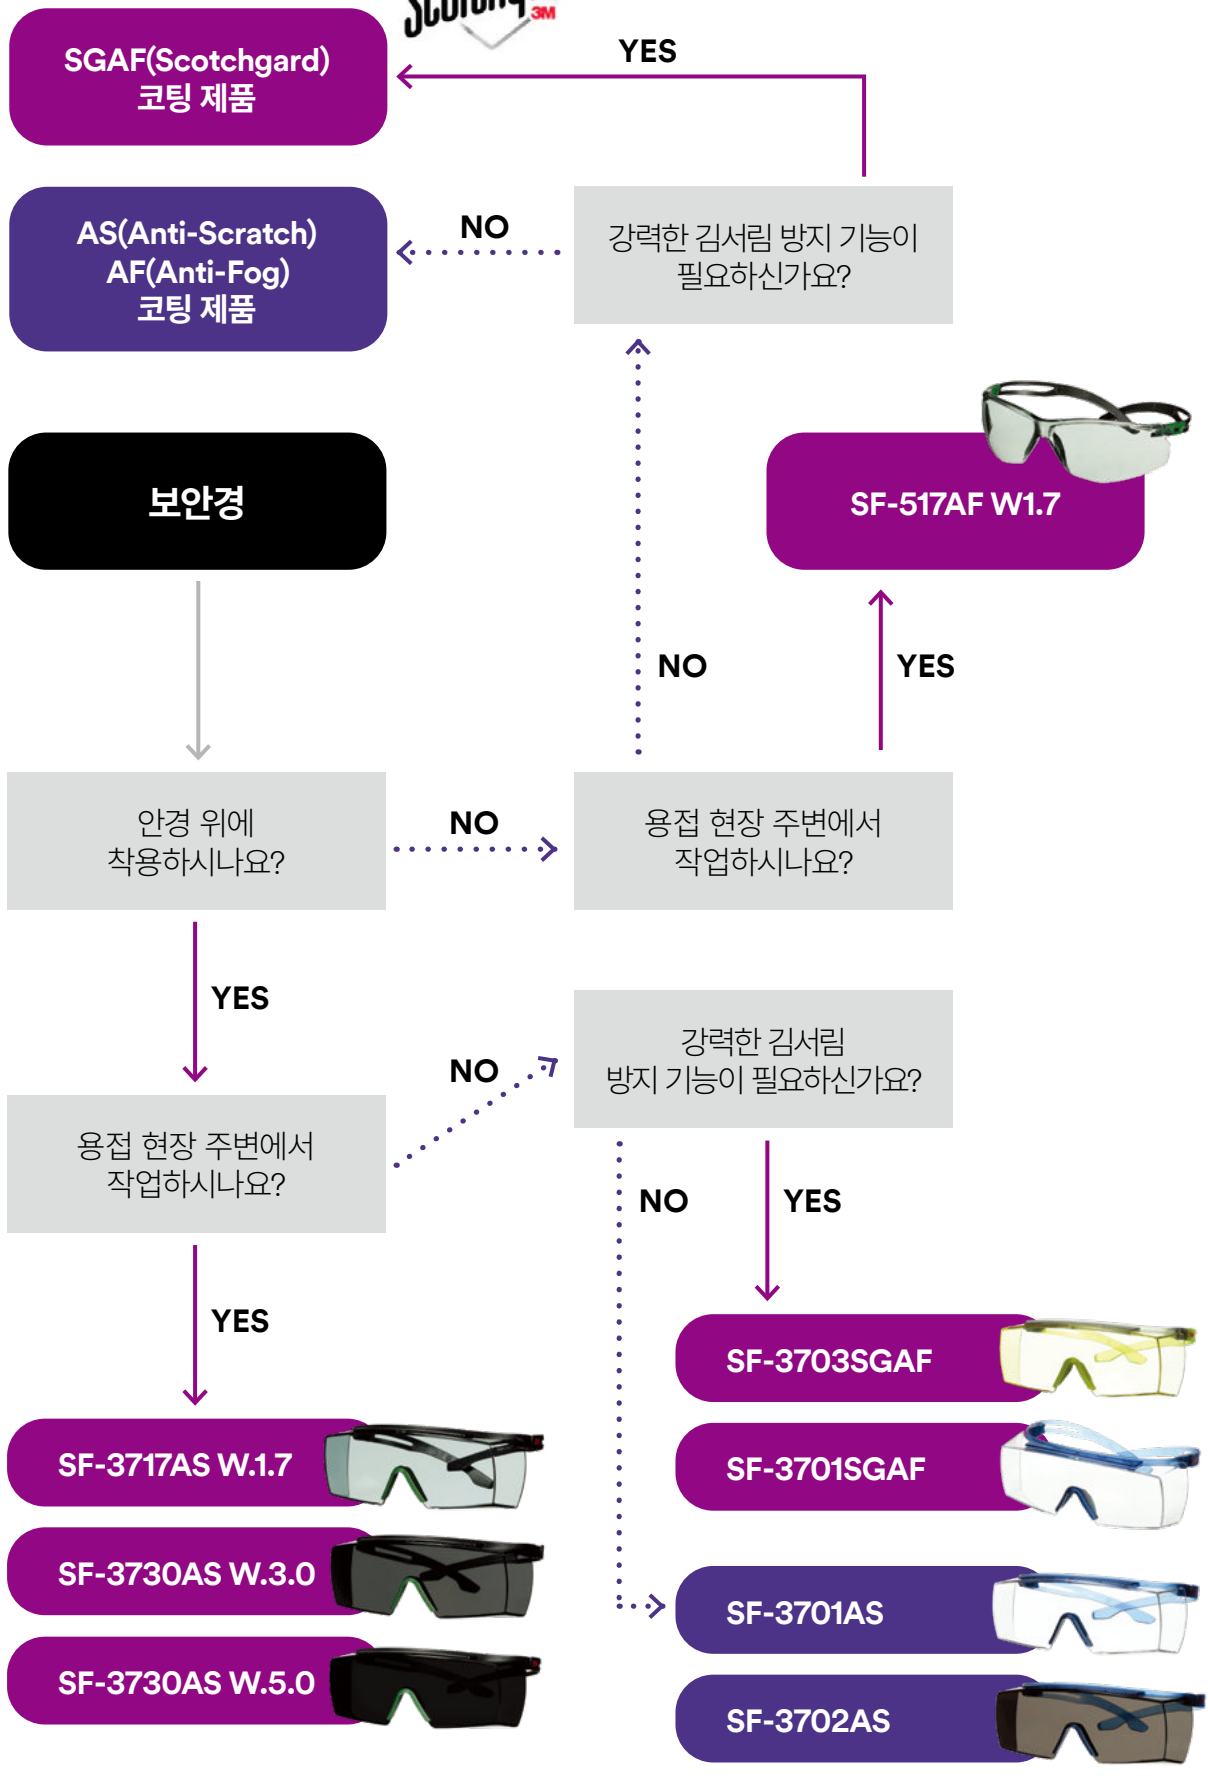 3M
YES
SGAF(Scotchgard)
코팅 제품
AS(Anti-Scratch)
AF(Anti-Fog)
코팅 제품
NO
강력한 김서림 방지 기능이
필요하신가요?
보안경
SF-517AF W1.7
NO
YES
안경 위에
착용하시나요?
NO
용접 현장 주변에서
작업하시나요?
YES
NO
강력한 김서림
방지 기능이 필요하신가요?
용접 현장 주변에서
작업하시나요?
NO
YES
YES
SF-3703SGAF
SF-3701SGAF
SF-3717AS W.1.7
SF-3730AS W.3.0
SF-3730AS W.5.0
SF-3701AS
SF-3702AS